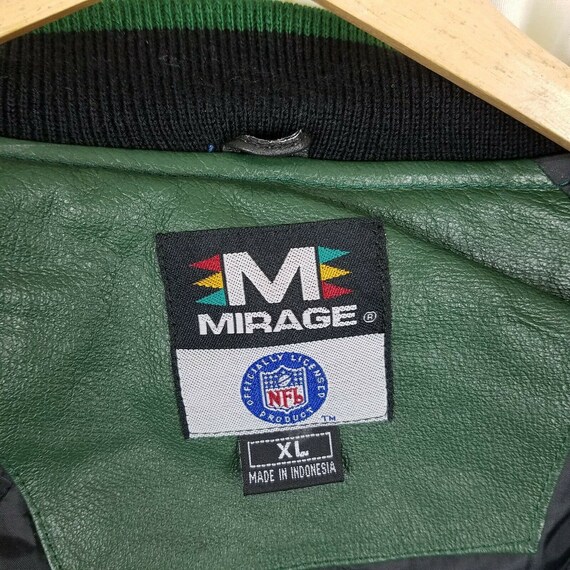 M
MIRAGE ®
OFFICIALLY LICENSED
NFL
PRODUCT
TM
XL
MADE IN INDONESIA